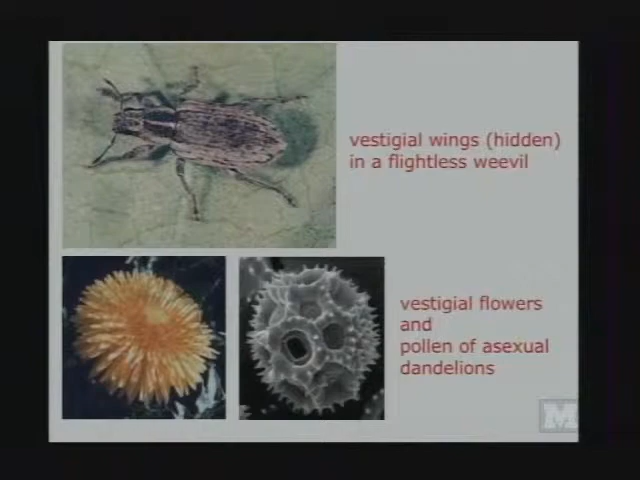 vestigial wings (hidden)
in a flightless weevil
vestigial flowers
and
pollen of asexual
dandelions
M